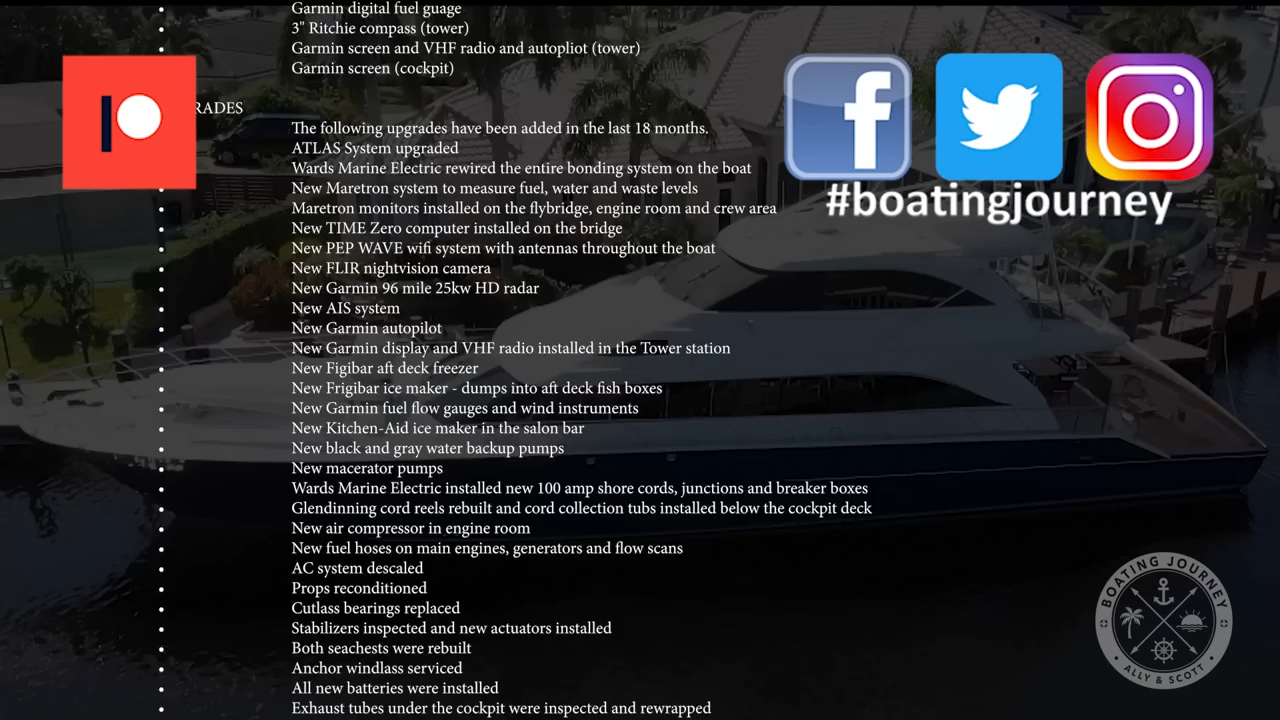 Garmin digital fuel guage
3" Ritchie compass (tower)
Garmin screen and VHF radio and autopliot (tower)
Garmin screen (cockpit)
RADES
The following upgrades have been added in the last 18 months.
ATLAS System upgraded
Wards Marine Electric rewired the entire bonding system on the boat
New Maretron system to measure fuel, water and waste levels
Maretron monitors installed on the flybridge, engine room and crew area
New TIME Zero computer installed on the bridge
New PEP WAVE wifi system with antennas throughout the boat
New FLIR nightvision camera
New Garmin 96 mile 25kw HD radar
New AIS system
New Garmin autopilot
New Garmin display and VHF radio installed in the Tower station
New Figibar aft deck freezer
New Frigibar ice maker - dumps into aft deck fish boxes
New Garmin fuel flow gauges and wind instruments
New Kitchen-Aid ice maker in the salon bar
New black and gray water backup pumps
New macerator pumps
Wards Marine Electric installed new 100 amp shore cords, junctions and breaker boxes
Glendinning cord reels rebuilt and cord collection tubs installed below the cockpit deck
New air compressor in engine room
New fuel hoses on main engines, generators and flow scans
AC system descaled
Props reconditioned
Cutlass bearings replaced
Stabilizers inspected and new actuators installed
Both seachests were rebuilt
Anchor windlass serviced
All new batteries were installed
Exhaust tubes under the cockpit were inspected and rewrapped
#boatingjourney
BOATING JOURNEY
ALLY & SCOTT